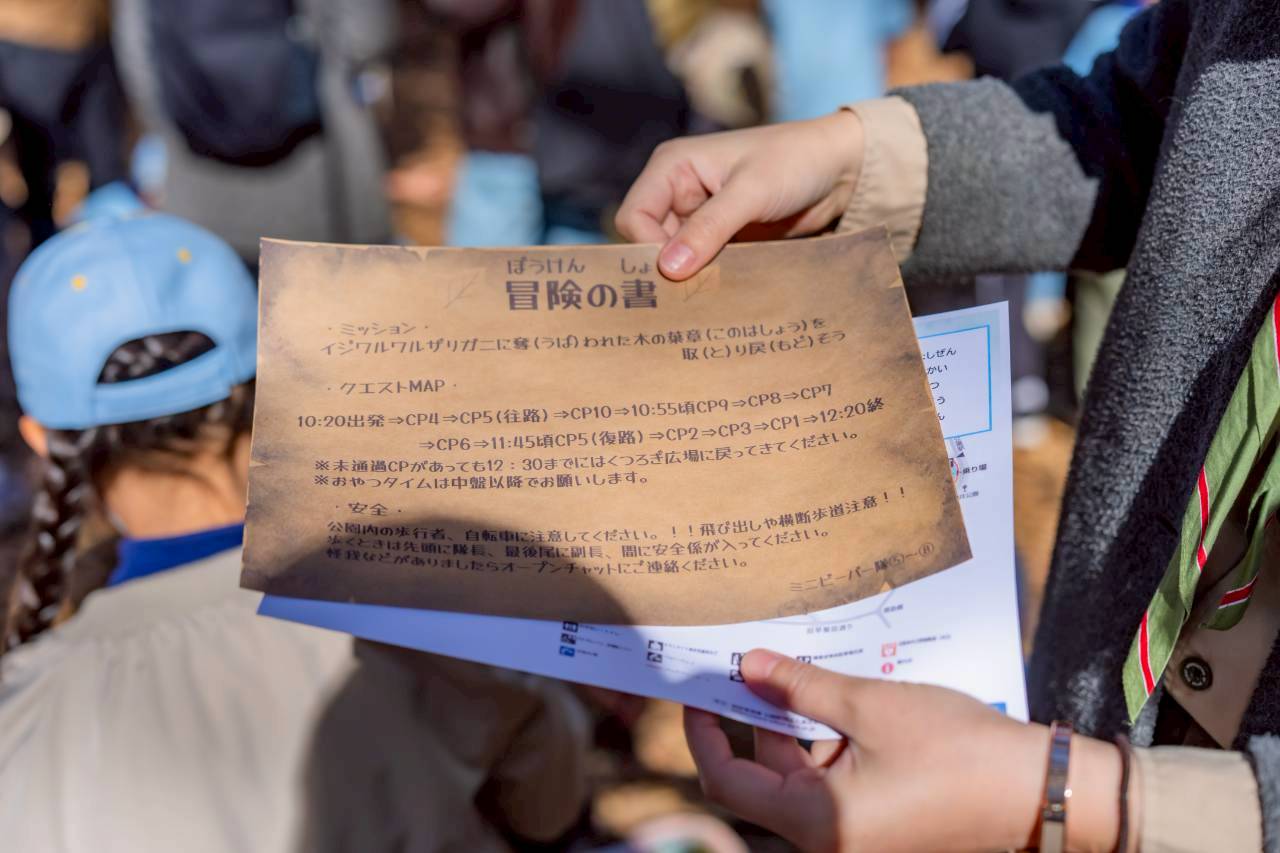 ぼうけん しょ
冒険の書
・ミッション・
イジワルワルザリガニに奪(うば)われた木の葉章(このはしょう)を
取(と)り戻(もど)そう
・クエストMAP・
10:20出発⇒CP4⇒CP5(往路)⇒CP10⇒10:55頃CP9⇒CP8⇒CP7
⇒CP6⇒11:45頃CP5(復路)⇒CP2⇒CP3⇒CP1⇒12:20終
※未通過CPがあっても12：30までにはくつろぎ広場に戻ってきてください。
※おやつタイムは中盤以降でお願いします。
・安全・
公園内の歩行者、自転車に注意してください。！！飛び出しや横断歩道注意！！
歩くときは先頭に隊長、最後尾に副長、間に安全係が入ってください。
怪我などがありましたらオープンチャットにご連絡ください。
ミニビーバー隊⑤～⑧
しぜん
かい
つ
う
ん